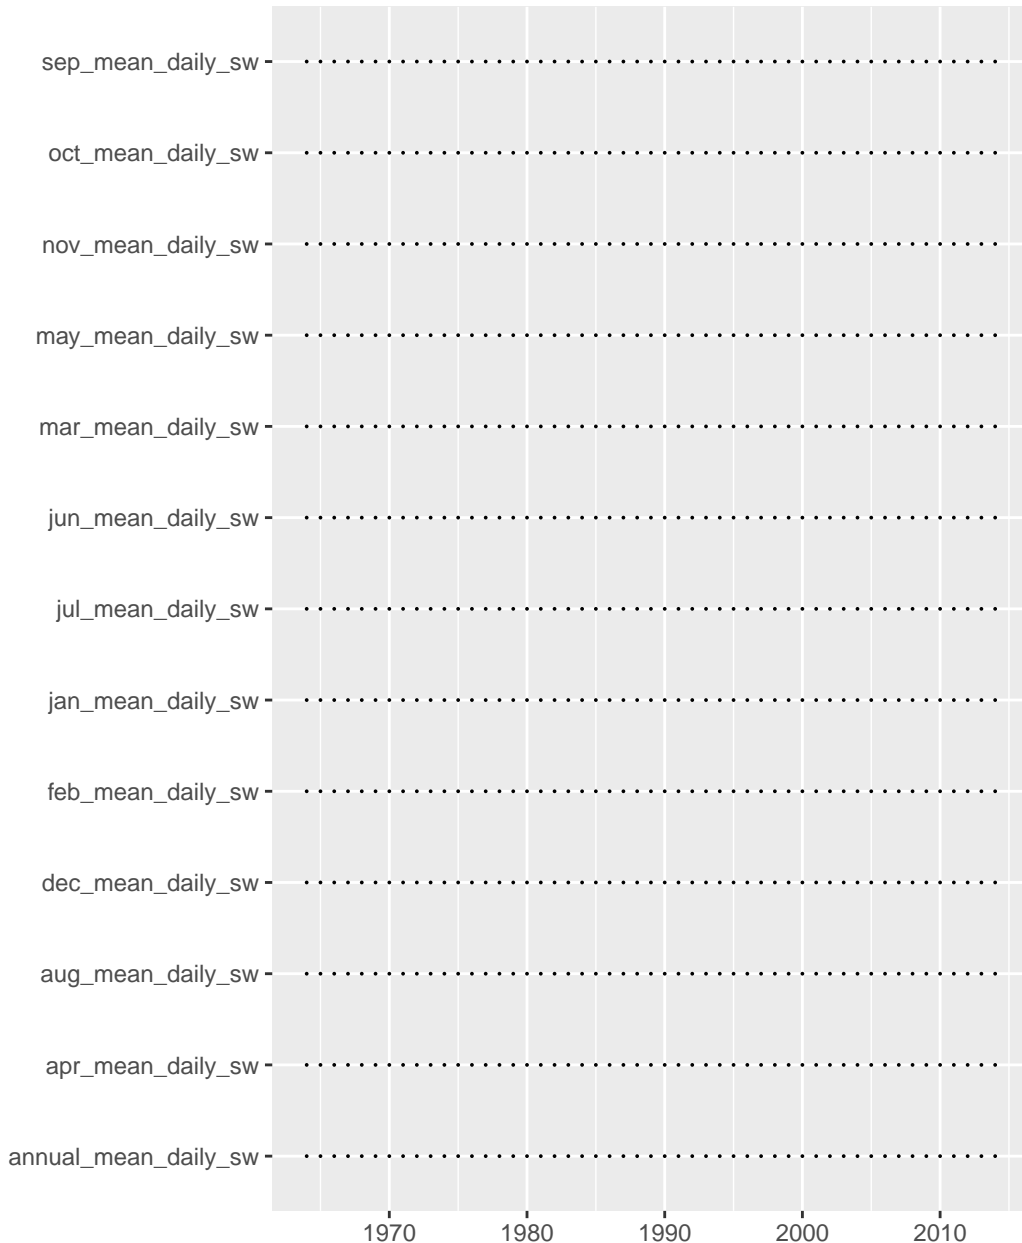 sep_mean_daily_sw
oct_mean_daily_sw
nov_mean_daily_sw
may_mean_daily_sw
mar_mean_daily_sw
jun_mean_daily_sw
jul_mean_daily_sw
jan_mean_daily_sw
feb_mean_daily_sw
dec_mean_daily_sw
aug_mean_daily_sw
apr_mean_daily_sw
annual_mean_daily_sw
1970 1980 1990 2000 2010